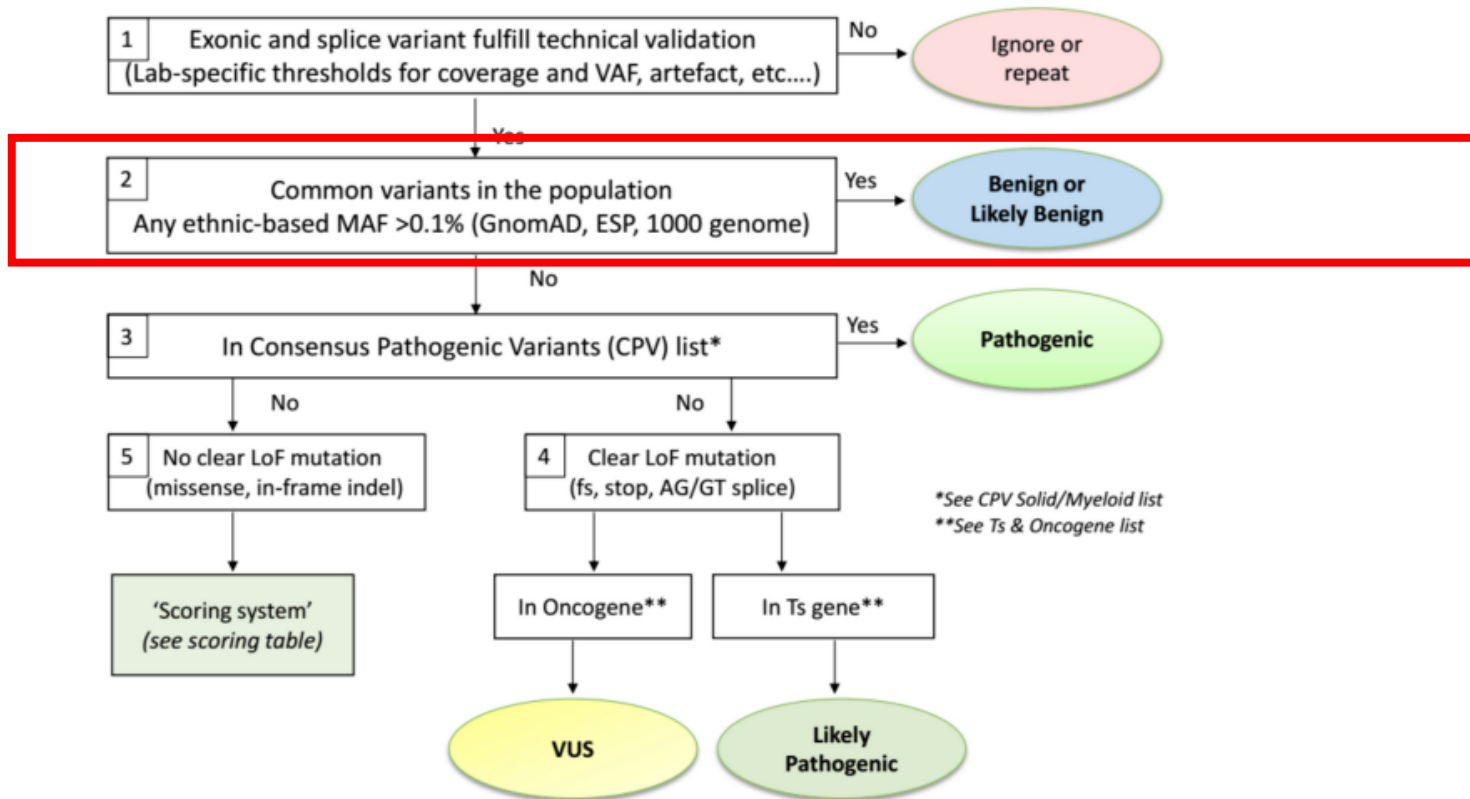 1
Exonic and splice variant fulfill technical validation
(Lab-specific thresholds for coverage and VAF, artefact, etc....)
No
Ignore or
repeat
Yes
2
Common variants in the population
Any ethnic-based MAF >0.1% (GnomAD, ESP, 1000 genome)
Yes
Benign or
Likely Benign
No
3
In Consensus Pathogenic Variants (CPV) list*
Yes
Pathogenic
No
No
5
No clear LoF mutation
(missense, in-frame indel)
4
Clear LoF mutation
(fs, stop, AG/GT splice)
*See CPV Solid/Myeloid list
**See Ts & Oncogene list
'Scoring system'
(see scoring table)
In Oncogene**
In Ts gene**
VUS
Likely
Pathogenic